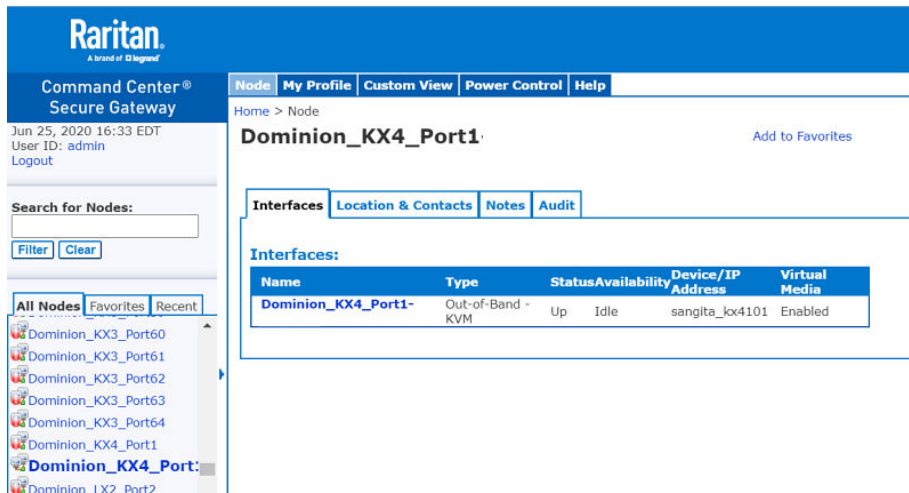 Raritan.
A brand of legrand
Command Center®
Secure Gateway
Jun 25, 2020 16:33 EDT
User ID: admin
Logout
Search for Nodes:
Filter Clear
All Nodes Favorites Recent
Dominion_KX3_Port60
Dominion_KX3_Port61
Dominion_KX3_Port62
Dominion_KX3_Port63
Dominion_KX3_Port64
Dominion_KX4_Port1
Dominion_KX4_Port
Dominion_LX2_Port2
Node My Profile Custom View Power Control Help
Home > Node
Dominion_KX4_Port1
Add to Favorites
Interfaces Location & Contacts Notes Audit
Interfaces:
Name Type Status Availability Device/IP Address Virtual Media
Dominion_KX4_Port1- Out-of-Band - KVM Up Idle sangita_kx4101 Enabled